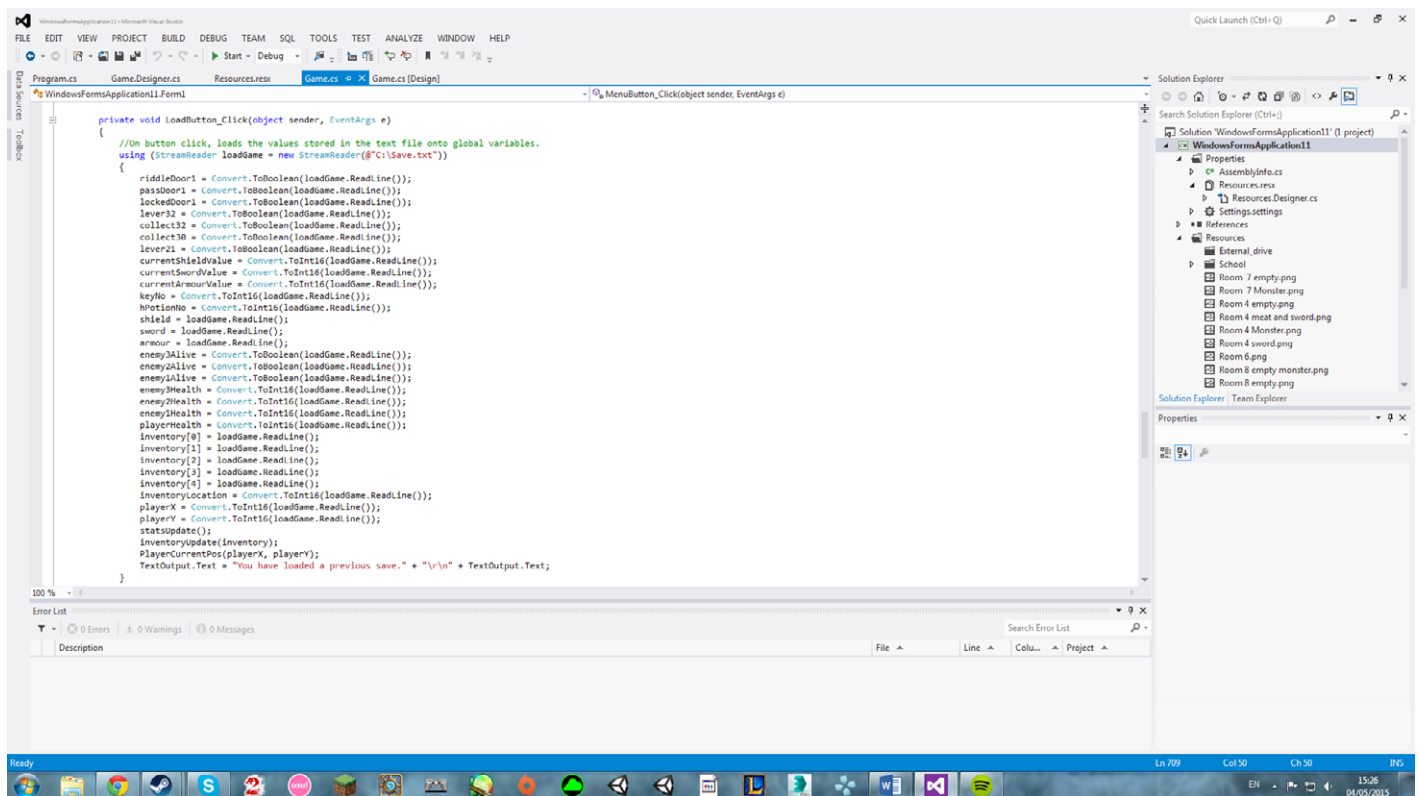 WindowsFormsApplication11 - Microsoft Visual Studio
Quick Launch (Ctrl+Q)
FILE EDIT VIEW PROJECT BUILD DEBUG TEAM SQL TOOLS TEST ANALYZE WINDOW HELP
Start Debug
Data Sources
Toolbox
Program.cs Game.Designer.cs Resources.resx Game.cs Game.cs [Design]
WindowsFormsApplication11.Form1
MenuButton_Click(object sender, EventArgs e)
private void LoadButton_Click(object sender, EventArgs e)
{
//On button click, loads the values stored in the text file onto global variables.
using (StreamReader loadGame = new StreamReader(@"C:\Save.txt"))
{
riddleDoor1 = Convert.ToBoolean(loadGame.ReadLine());
passDoor1 = Convert.ToBoolean(loadGame.ReadLine());
lockedDoor1 = Convert.ToBoolean(loadGame.ReadLine());
lever32 = Convert.ToBoolean(loadGame.ReadLine());
collect32 = Convert.ToBoolean(loadGame.ReadLine());
collect30 = Convert.ToBoolean(loadGame.ReadLine());
lever21 = Convert.ToBoolean(loadGame.ReadLine());
currentShieldValue = Convert.ToInt16(loadGame.ReadLine());
currentSwordValue = Convert.ToInt16(loadGame.ReadLine());
currentArmourValue = Convert.ToInt16(loadGame.ReadLine());
keyNo = Convert.ToInt16(loadGame.ReadLine());
hPotionNo = Convert.ToInt16(loadGame.ReadLine());
shield = loadGame.ReadLine();
sword = loadGame.ReadLine();
armour = loadGame.ReadLine();
enemy3Alive = Convert.ToBoolean(loadGame.ReadLine());
enemy2Alive = Convert.ToBoolean(loadGame.ReadLine());
enemy1Alive = Convert.ToBoolean(loadGame.ReadLine());
enemy3Health = Convert.ToInt16(loadGame.ReadLine());
enemy2Health = Convert.ToInt16(loadGame.ReadLine());
enemy1Health = Convert.ToInt16(loadGame.ReadLine());
playerHealth = Convert.ToInt16(loadGame.ReadLine());
inventory[0] = loadGame.ReadLine();
inventory[1] = loadGame.ReadLine();
inventory[2] = loadGame.ReadLine();
inventory[3] = loadGame.ReadLine();
inventory[4] = loadGame.ReadLine();
inventoryLocation = Convert.ToInt16(loadGame.ReadLine());
playerX = Convert.ToInt16(loadGame.ReadLine());
playerY = Convert.ToInt16(loadGame.ReadLine());
statsUpdate();
inventoryUpdate(inventory);
PlayerCurrentPos(playerX, playerY);
TextOutput.Text = "You have loaded a previous save." + "\r\n" + TextOutput.Text;
}
100 %
Solution Explorer
Search Solution Explorer (Ctrl+;)
Solution 'WindowsFormsApplication11' (1 project)
WindowsFormsApplication11
Properties
AssemblyInfo.cs
Resources.resx
Resources.Designer.cs
Settings.settings
References
Resources
External_drive
School
Room 7 empty.png
Room 7 Monster.png
Room 4 empty.png
Room 4 meat and sword.png
Room 4 Monster.png
Room 4 sword.png
Room 6.png
Room 8 empty monster.png
Room 8 empty.png
Solution Explorer Team Explorer
Properties
Error List
0 Errors 0 Warnings 0 Messages
Search Error List
Description File Line Colu... Project
Ready Ln 709 Col 50 Ch 50 INS
osu!
EN 15:26
04/05/2015